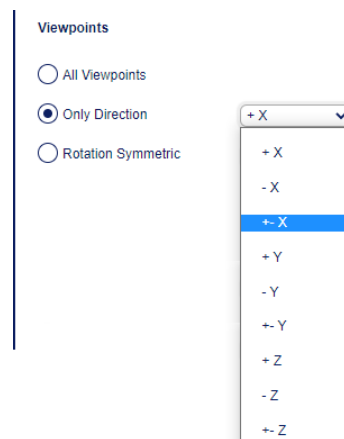 Viewpoints
All Viewpoints
Only Direction
+ X
Rotation Symmetric
+ X
- X
+- X
+ Y
- Y
+- Y
+ Z
- Z
+- Z